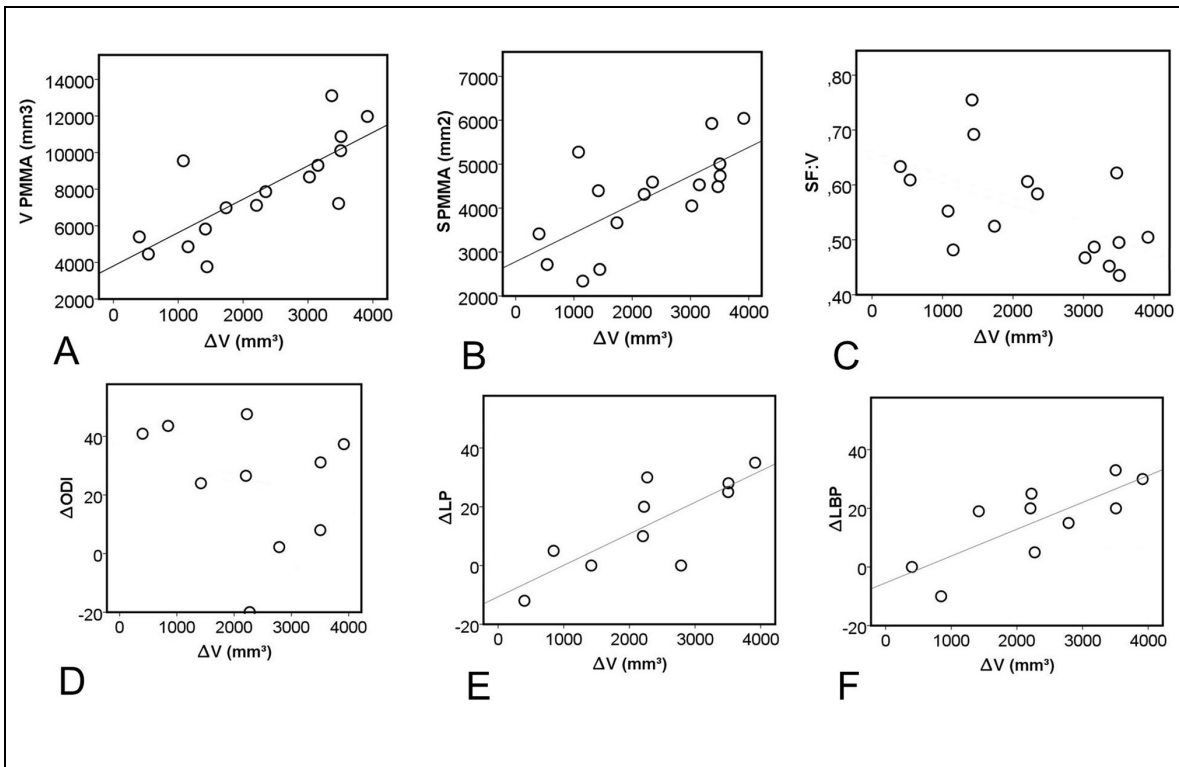 V PMMA (mm3)
14000
12000
10000
8000
6000
4000
2000
0 1000 2000 3000 4000
ΔV (mm³)
A
SPMMA (mm2)
7000
6000
5000
4000
3000
2000
0 1000 2000 3000 4000
ΔV (mm³)
B
SF:V
,80
,70
,60
,50
,40
0 1000 2000 3000 4000
ΔV (mm³)
C
ΔODI
40
20
0
-20
0 1000 2000 3000 4000
ΔV (mm³)
D
ΔLP
40
20
0
-20
0 1000 2000 3000 4000
ΔV (mm³)
E
ΔLBP
40
20
0
-20
0 1000 2000 3000 4000
ΔV (mm³)
F